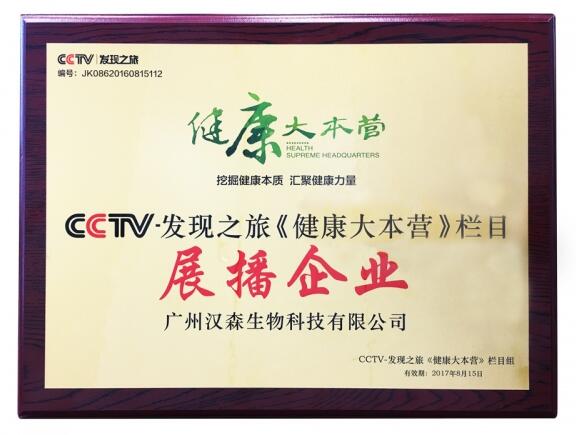 CCTV 发现之旅
编号：JK08620160815112
健康大本营
HEALTH
SUPREME HEADQUARTERS
挖掘健康本质 汇聚健康力量
CCTV-发现之旅《健康大本营》栏目
展播企业
广州汉森生物科技有限公司
CCTV-发现之旅《健康大本营》栏目组
有效期：2017年8月15日